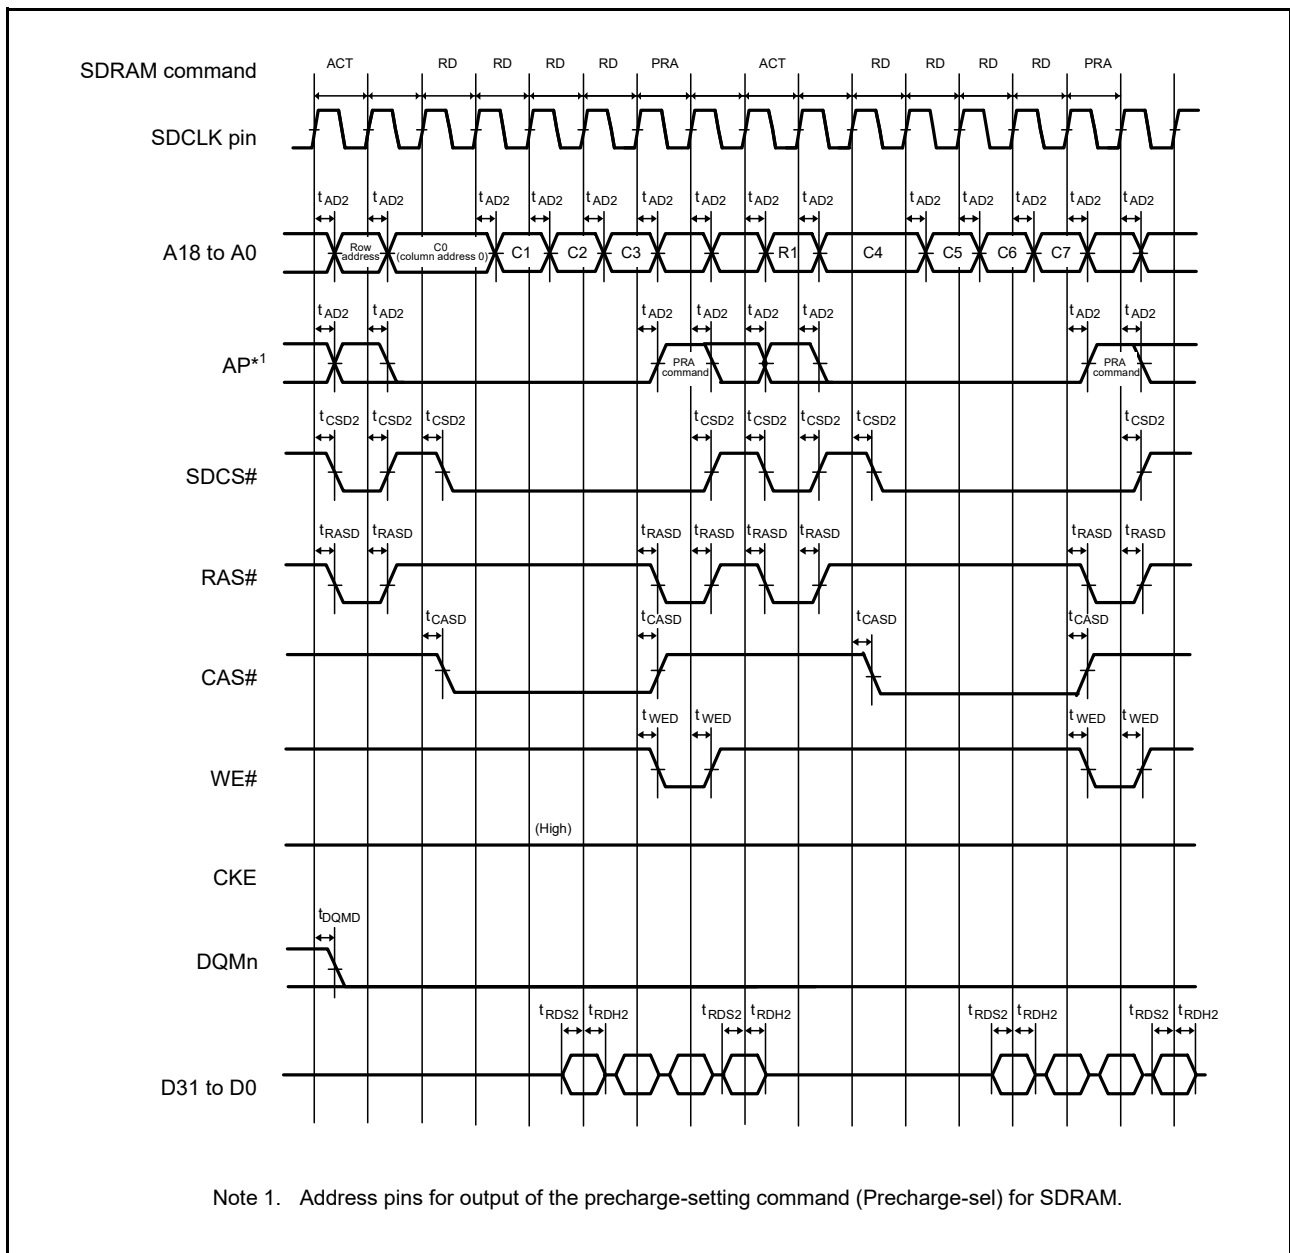 SDRAM command ACT RD RD RD RD PRA ACT RD RD RD RD PRA
SDCLK pin
tAD2 tAD2 tAD2 tAD2 tAD2 tAD2 tAD2 tAD2 tAD2 tAD2 tAD2 tAD2 tAD2 tAD2
A18 to A0 Row address C0 (column address 0) C1 C2 C3 R1 C4 C5 C6 C7
tAD2 tAD2 tAD2 tAD2 tAD2 tAD2 tAD2 tAD2
AP*1 PRA command PRA command
tCSD2 tCSD2 tCSD2 tCSD2 tCSD2 tCSD2 tCSD2 tCSD2
SDCS#
tRASD tRASD tRASD tRASD tRASD tRASD tRASD tRASD
RAS#
tCASD tCASD tCASD tCASD
CAS#
tWED tWED tWED tWED
WE#
(High)
CKE
tDQMD
DQMn
tRDS2 tRDH2 tRDS2 tRDH2 tRDS2 tRDH2 tRDS2 tRDH2
D31 to D0
Note 1. Address pins for output of the precharge-setting command (Precharge-sel) for SDRAM.